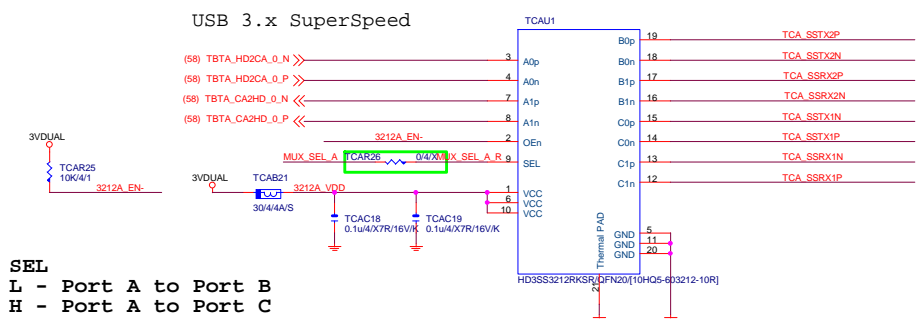 USB 3.x SuperSpeed
TCAU1
(58) TBTA_HD2CA_0_N 3 A0p B0p 19 TCA_SSTX2P
(58) TBTA_HD2CA_0_P 4 A0n B0n 18 TCA_SSTX2N
(58) TBTA_CA2HD_0_N 7 A1p B1p 17 TCA_SSRX2P
(58) TBTA_CA2HD_0_P 8 A1n B1n 16 TCA_SSRX2N
C0p 15 TCA_SSTX1N
3212A_EN- 2 OEn C0n 14 TCA_SSTX1P
MUX_SEL_A TCAR26 0/4/X MUX_SEL_A_R 9 SEL C1p 13 TCA_SSRX1N
C1n 12 TCA_SSRX1P
3VDUAL
TCAR25
10K/4/1
3212A_EN-
3VDUAL TCAB21 3212A_VDD 1 VCC
30/4/4A/S
6 VCC
10 VCC
TCAC18
0.1u/4/X7R/16V/K
TCAC19
0.1u/4/X7R/16V/K
Thermal PAD
21
GND 5
GND 11
GND 20
HD3SS3212RKSR/QFN20/[10HQ5-603212-10R]
SEL
L - Port A to Port B
H - Port A to Port C